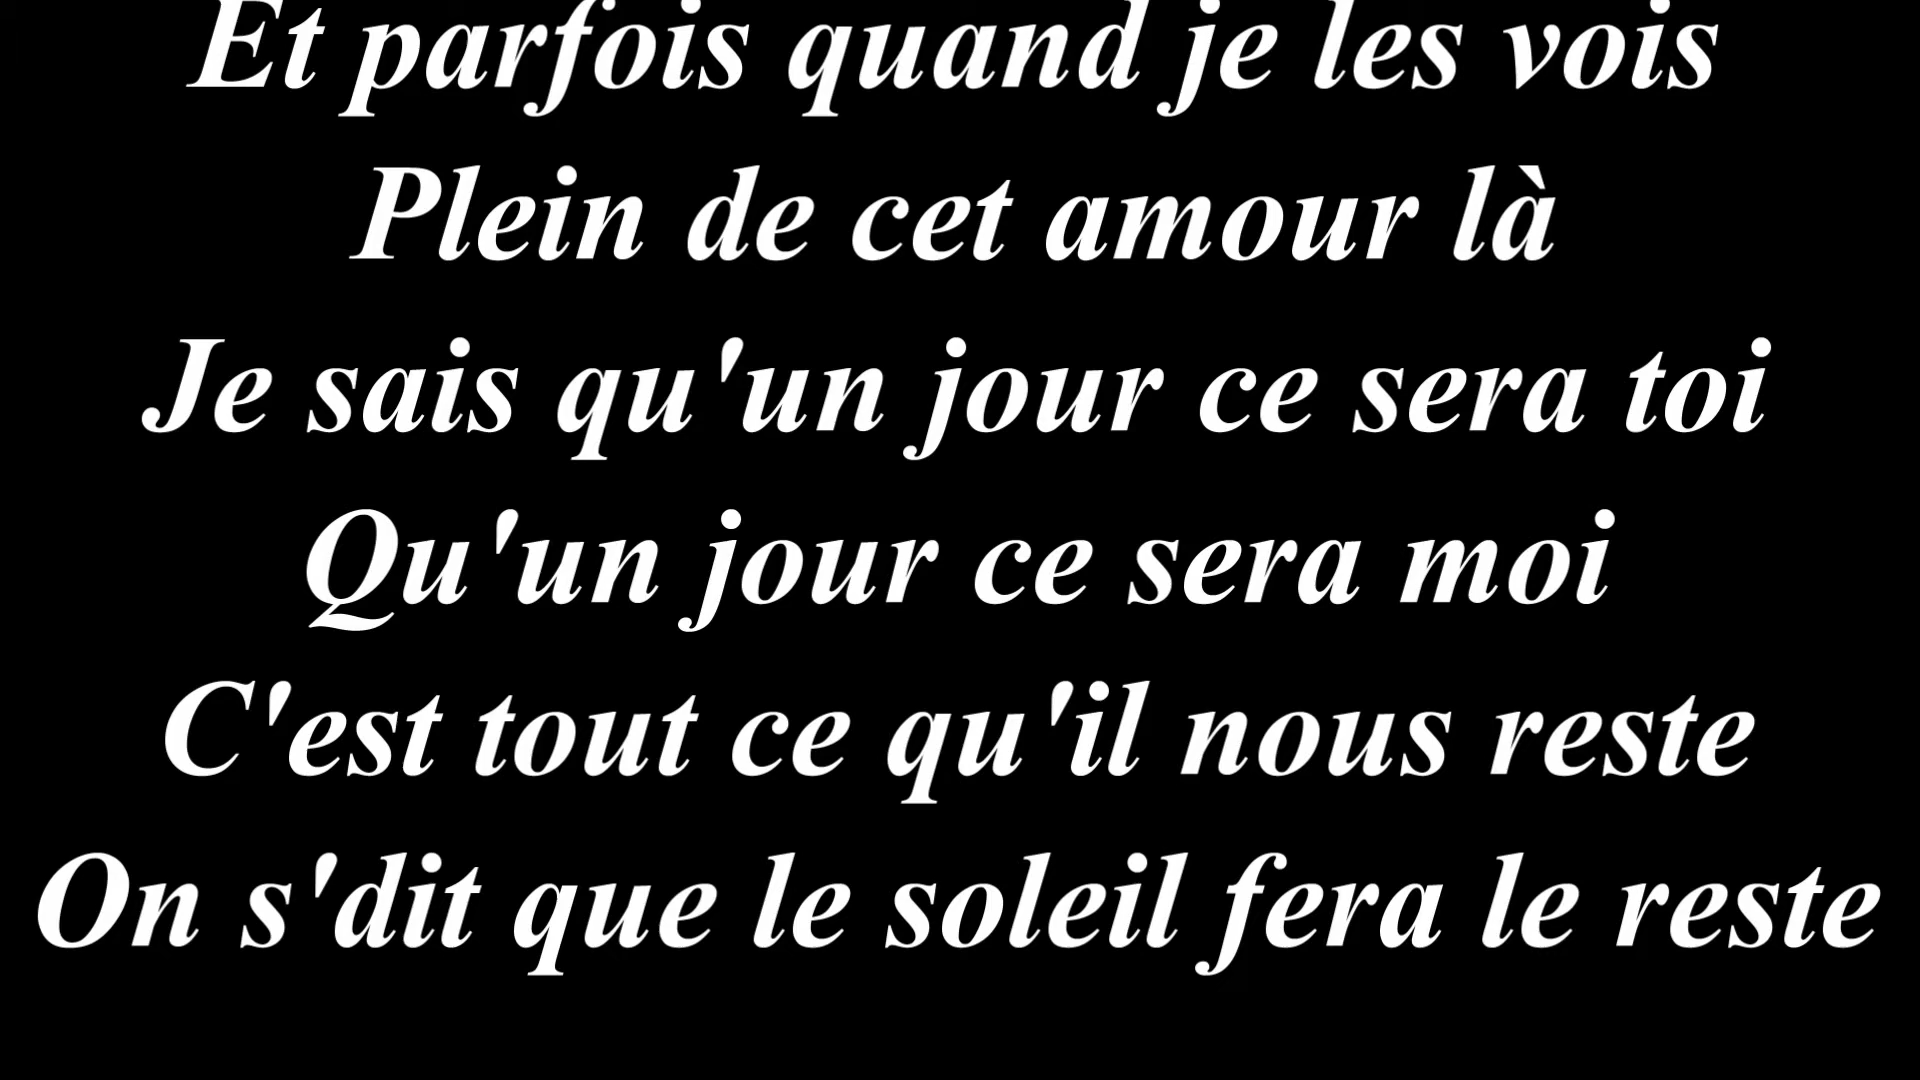 Et parfois quand je les vois
Plein de cet amour là
Je sais qu'un jour ce sera toi
Qu'un jour ce sera moi
C'est tout ce qu'il nous reste
On s'dit que le soleil fera le reste